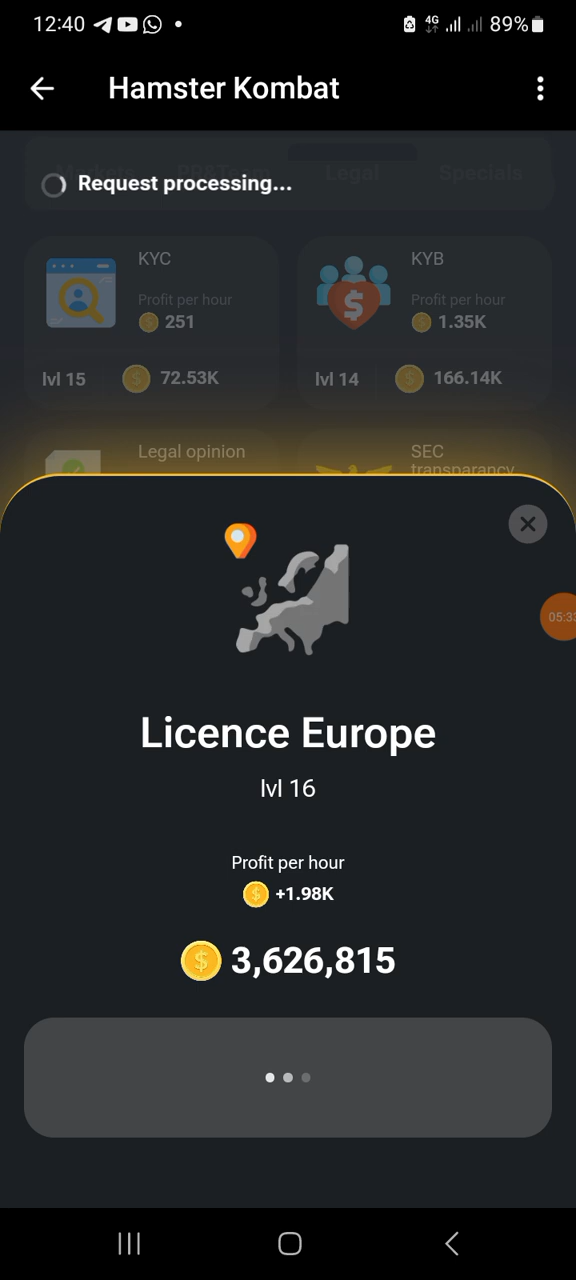 12:40
4G
89%
Hamster Kombat
Request processing...
Legal
Specials
KYC
Profit per hour
251
lvl 15
72.53K
KYB
Profit per hour
1.35K
lvl 14
166.14K
Legal opinion
SEC
transparancy
05:33
Licence Europe
lvl 16
Profit per hour
+1.98K
3,626,815